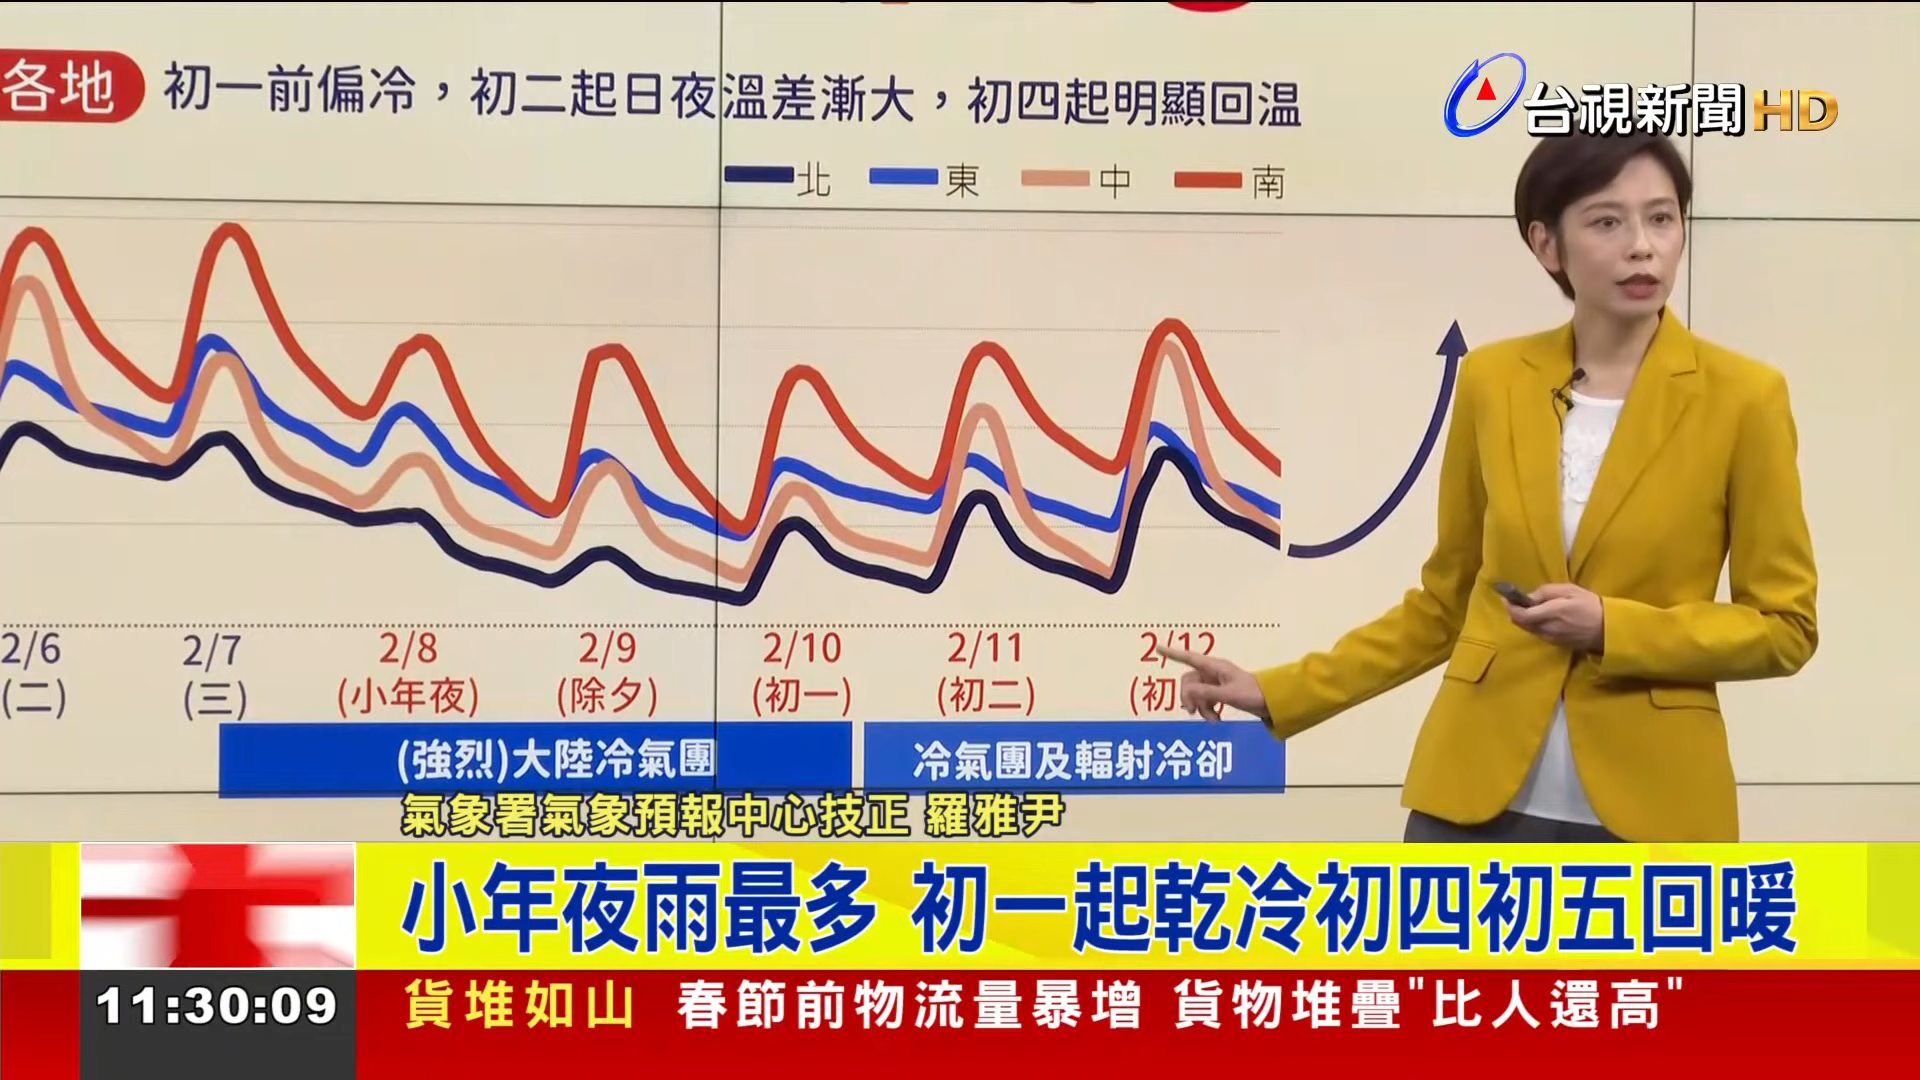 各地 初一前偏冷，初二起日夜溫差漸大，初四起明顯回溫
台視新聞HD
北 東 中 南
2/6 2/7 2/8 2/9 2/10 2/11 2/12
(二) (三) (小年夜) (除夕) (初一) (初二) (初
(強烈)大陸冷氣團 冷氣團及輻射冷卻
氣象署氣象預報中心技正 羅雅尹
小年夜雨最多 初一起乾冷初四初五回暖
11:30:09 貨堆如山 春節前物流量暴增 貨物堆疊"比人還高"